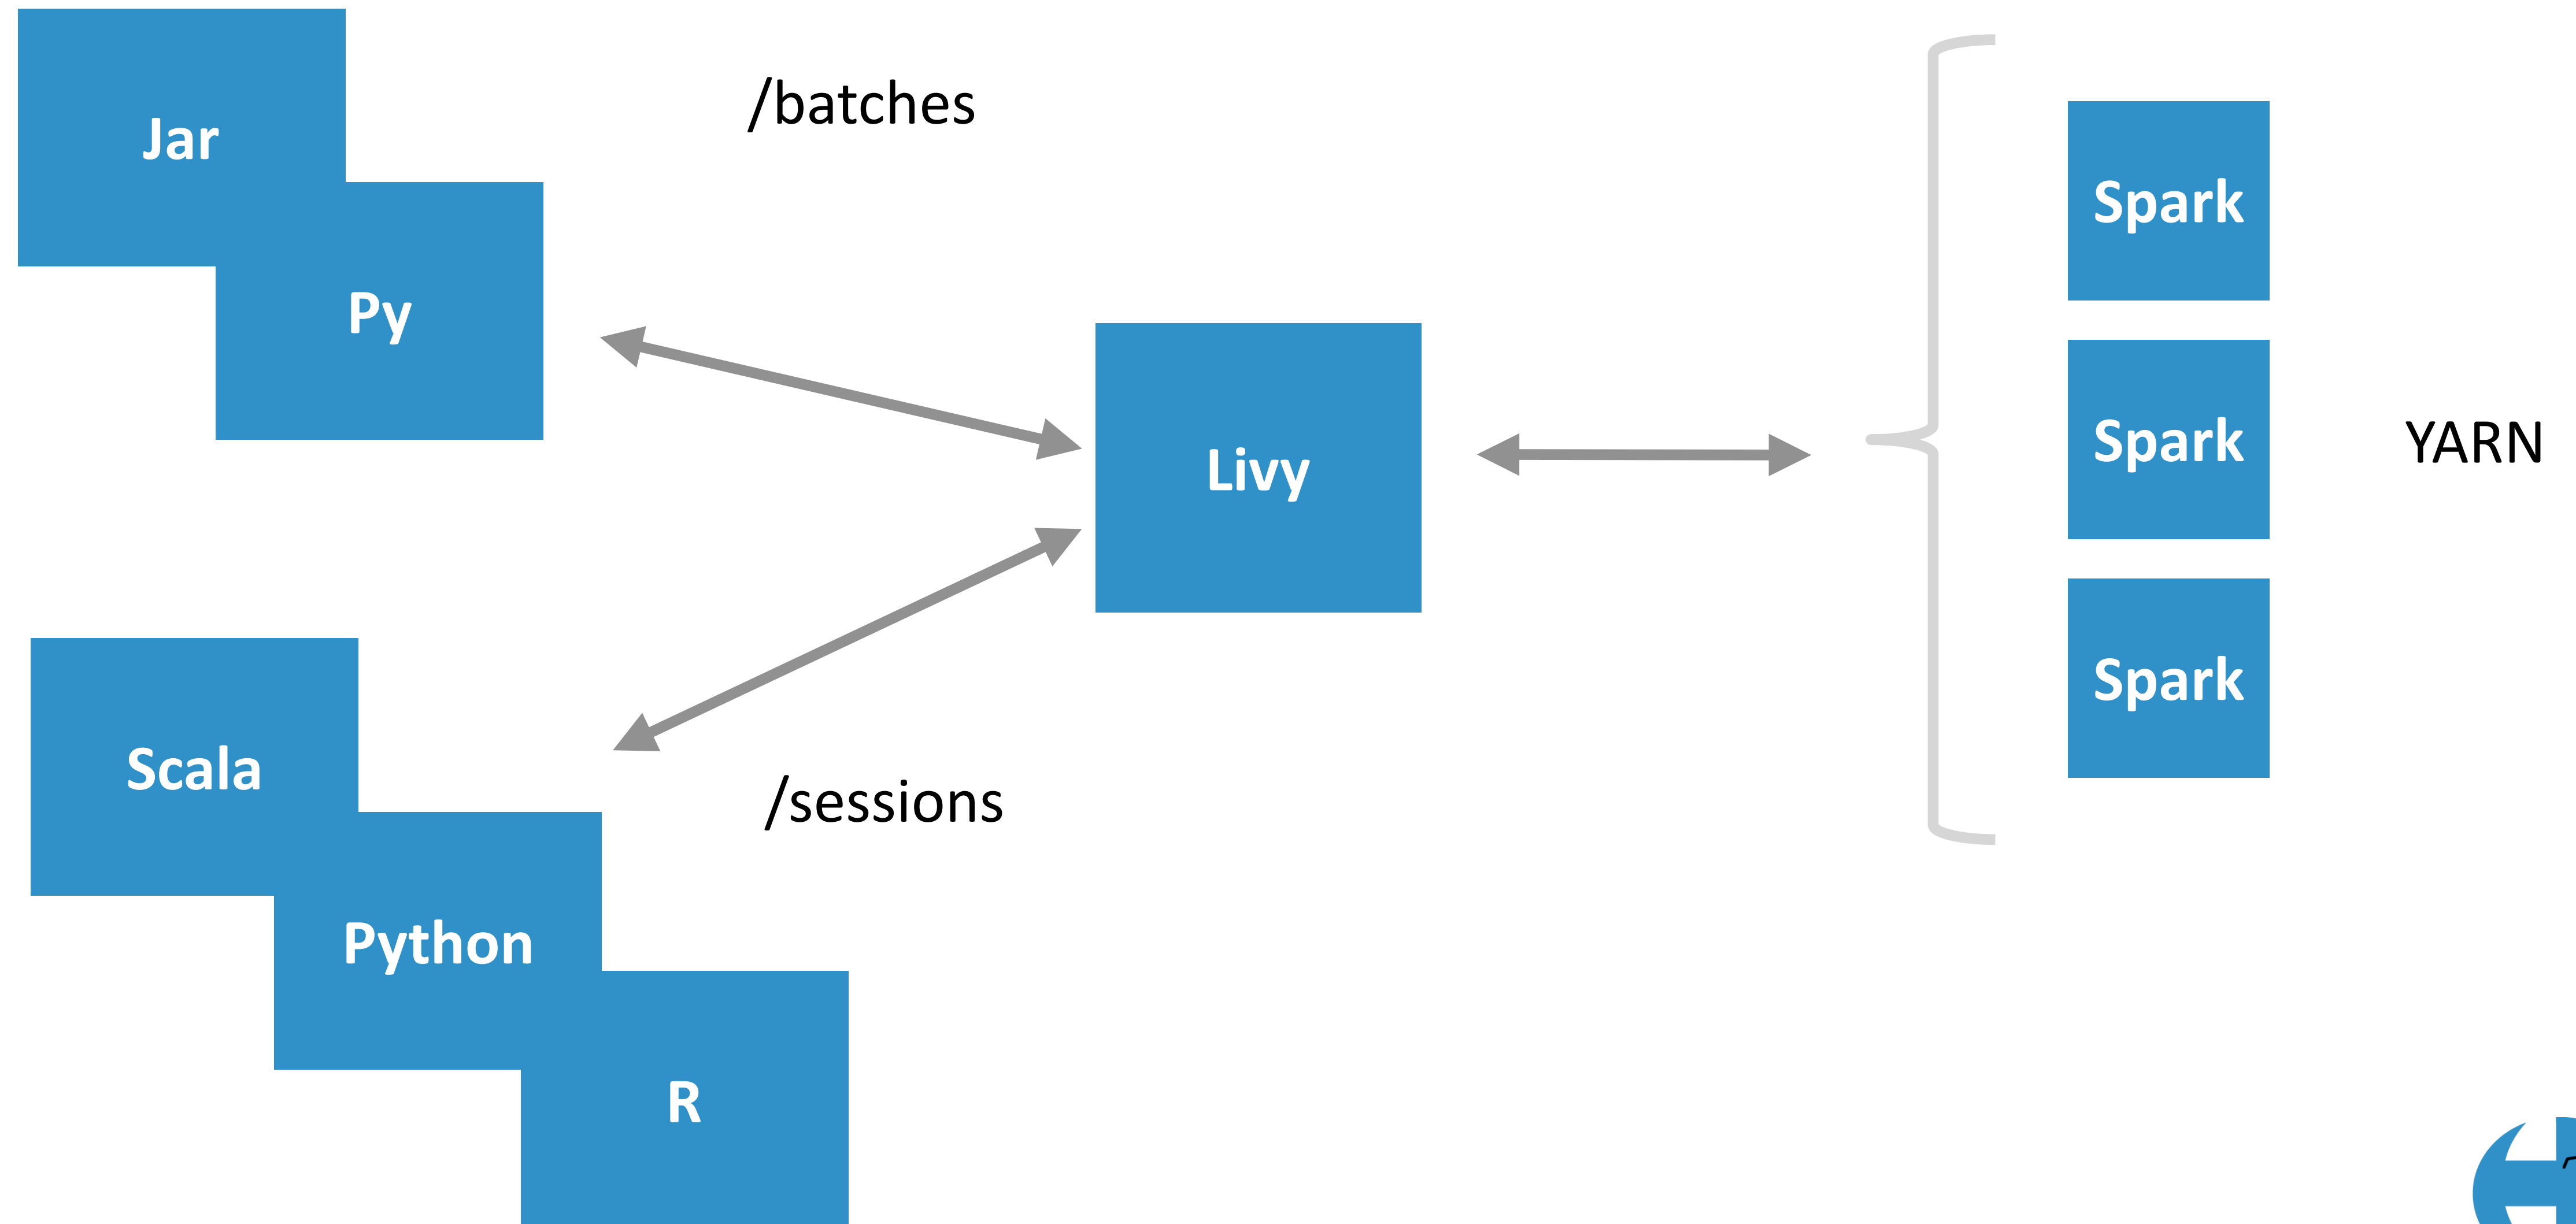 Jar
Py
/batches
Livy
Scala
Python
R
/sessions
Spark
Spark
Spark
YARN